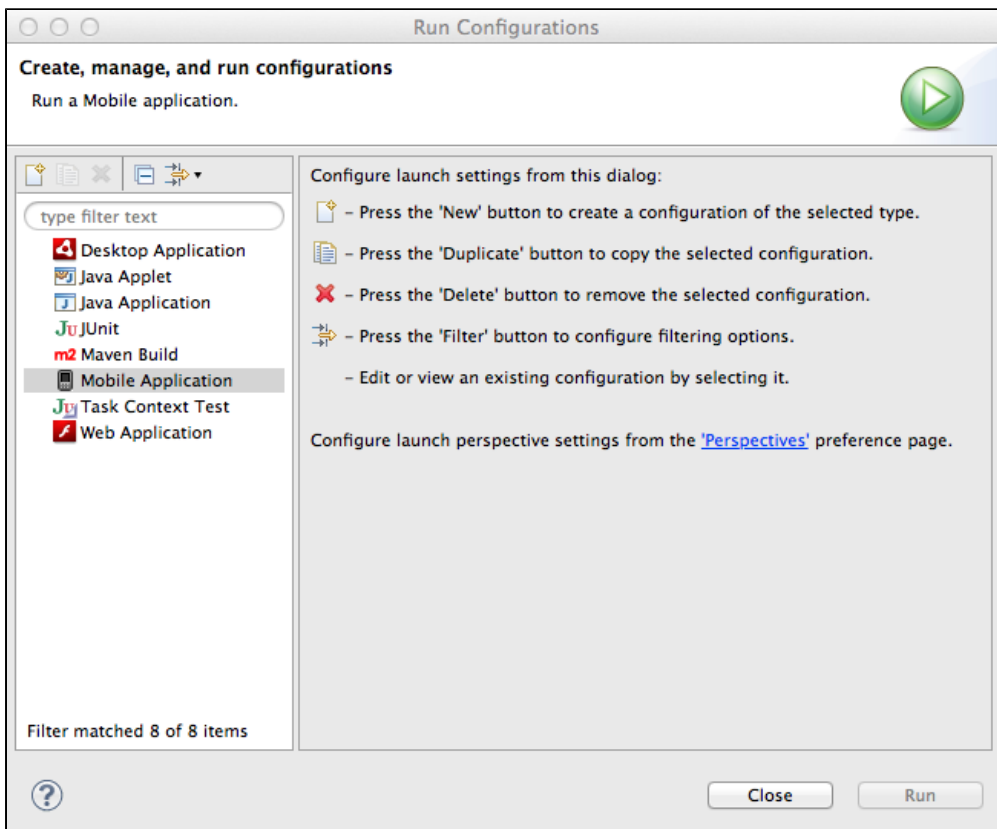 Run Configurations
Create, manage, and run configurations
Run a Mobile application.
type filter text
Desktop Application
Java Applet
Java Application
JUnit
m2 Maven Build
Mobile Application
Task Context Test
Web Application
Filter matched 8 of 8 items
Configure launch settings from this dialog:
– Press the 'New' button to create a configuration of the selected type.
– Press the 'Duplicate' button to copy the selected configuration.
– Press the 'Delete' button to remove the selected configuration.
– Press the 'Filter' button to configure filtering options.
– Edit or view an existing configuration by selecting it.
Configure launch perspective settings from the 'Perspectives' preference page.
?
Close
Run